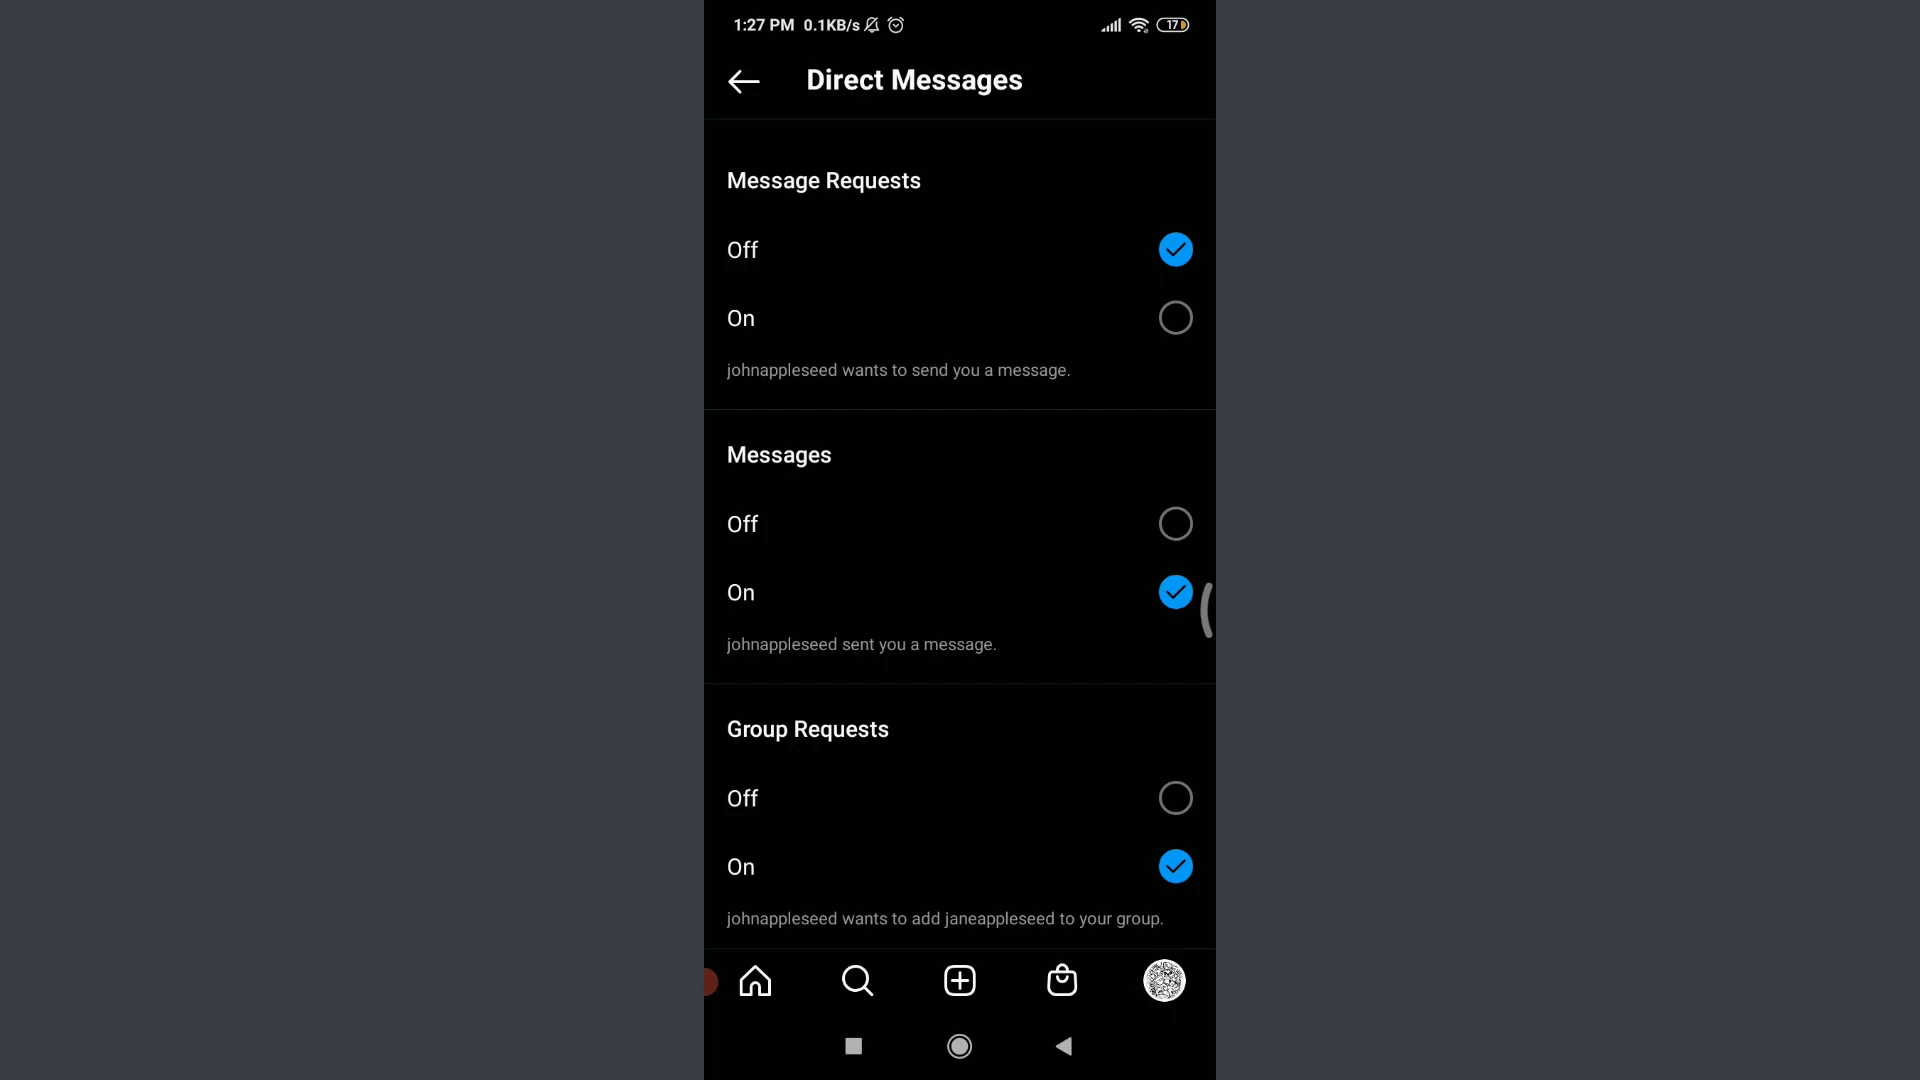 1:27 PM 0.1KB/s 17
Direct Messages
Message Requests
Off
On
johnappleseed wants to send you a message.
Messages
Off
On
johnappleseed sent you a message.
Group Requests
Off
On
johnappleseed wants to add janeappleseed to your group.